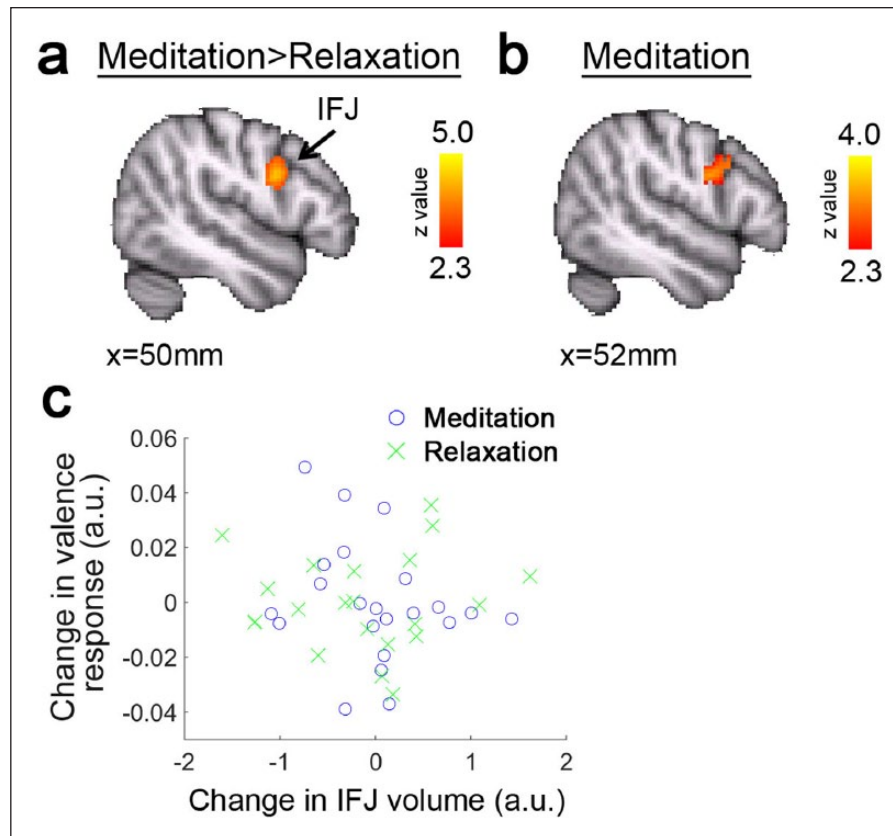 a Meditation>Relaxation
IFJ
5.0
z value
2.3
x=50mm
b Meditation
4.0
z value
2.3
x=52mm
c
Meditation
Relaxation
Change in valence
response (a.u.)
0.06
0.04
0.02
0
-0.02
-0.04
-2 -1 0 1 2
Change in IFJ volume (a.u.)